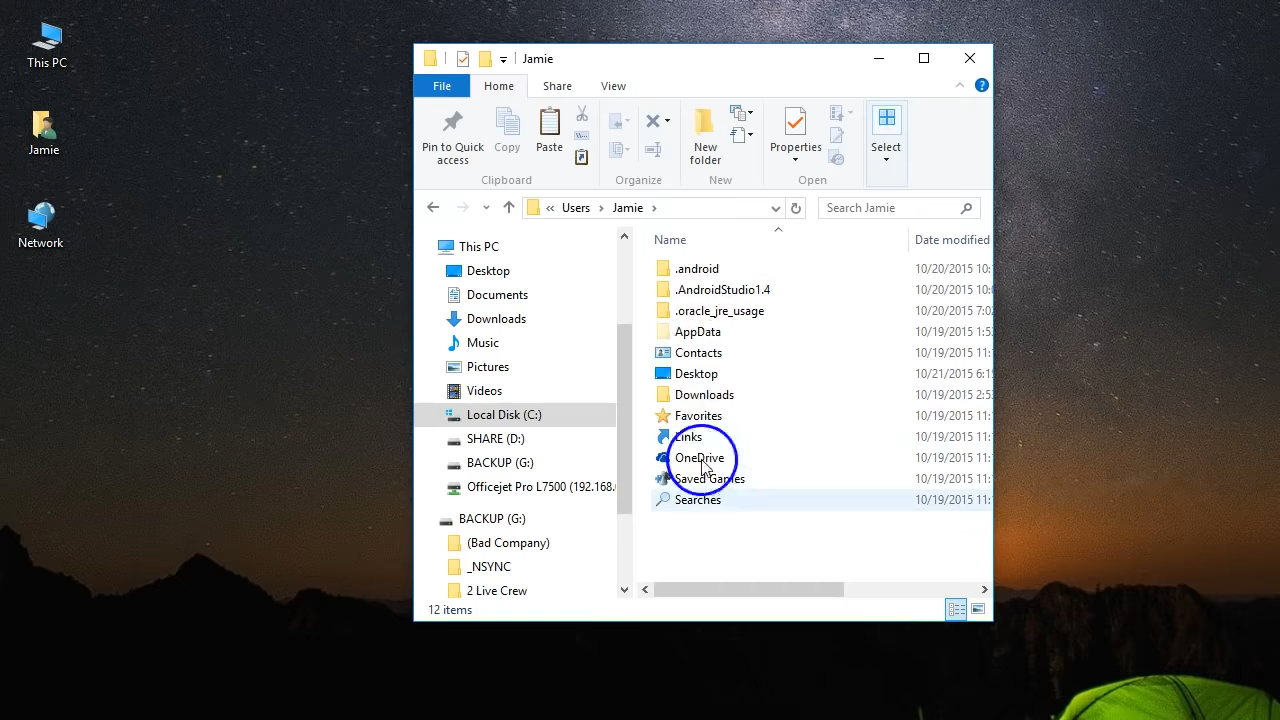 This PC
Jamie
Network
Jamie
File Home Share View
Pin to Quick access
Copy
Paste
Clipboard
Organize
New folder
New
Properties
Open
Select
« Users › Jamie ›
Search Jamie
This PC
Desktop
Documents
Downloads
Music
Pictures
Videos
Local Disk (C:)
SHARE (D:)
BACKUP (G:)
Officejet Pro L7500 (192.168.
BACKUP (G:)
(Bad Company)
_NSYNC
2 Live Crew
Name Date modified
.android 10/20/2015 10:
.AndroidStudio1.4 10/20/2015 10:
.oracle_jre_usage 10/20/2015 7:0
AppData 10/19/2015 1:5
Contacts 10/19/2015 11:
Desktop 10/21/2015 6:1
Downloads 10/19/2015 2:5
Favorites 10/19/2015 11:
Links 10/19/2015 11:
OneDrive 10/19/2015 11:
Saved Games 10/19/2015 11:
Searches 10/19/2015 11:
12 items